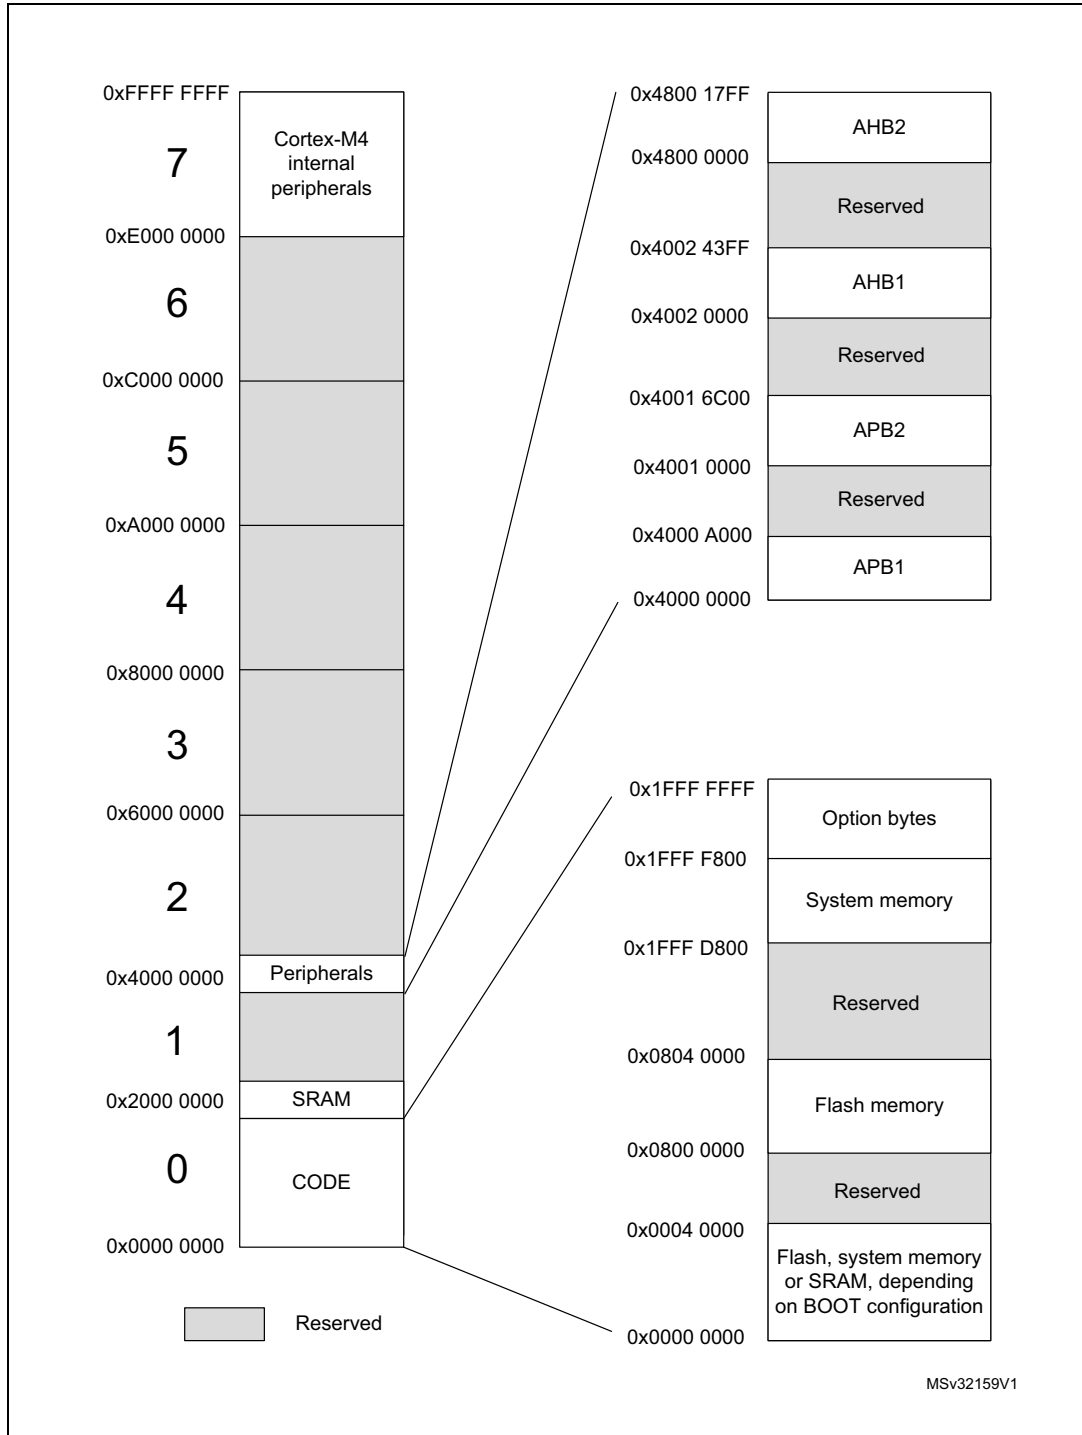 0xFFFF FFFF
7
Cortex-M4
internal
peripherals
0xE000 0000
6
0xC000 0000
5
0xA000 0000
4
0x8000 0000
3
0x6000 0000
2
0x4000 0000
Peripherals
1
0x2000 0000
SRAM
0
CODE
0x0000 0000
Reserved
0x4800 17FF
AHB2
0x4800 0000
Reserved
0x4002 43FF
AHB1
0x4002 0000
Reserved
0x4001 6C00
APB2
0x4001 0000
Reserved
0x4000 A000
APB1
0x4000 0000
0x1FFF FFFF
Option bytes
0x1FFF F800
System memory
0x1FFF D800
Reserved
0x0804 0000
Flash memory
0x0800 0000
Reserved
0x0004 0000
Flash, system memory
or SRAM, depending
on BOOT configuration
0x0000 0000
MSv32159V1